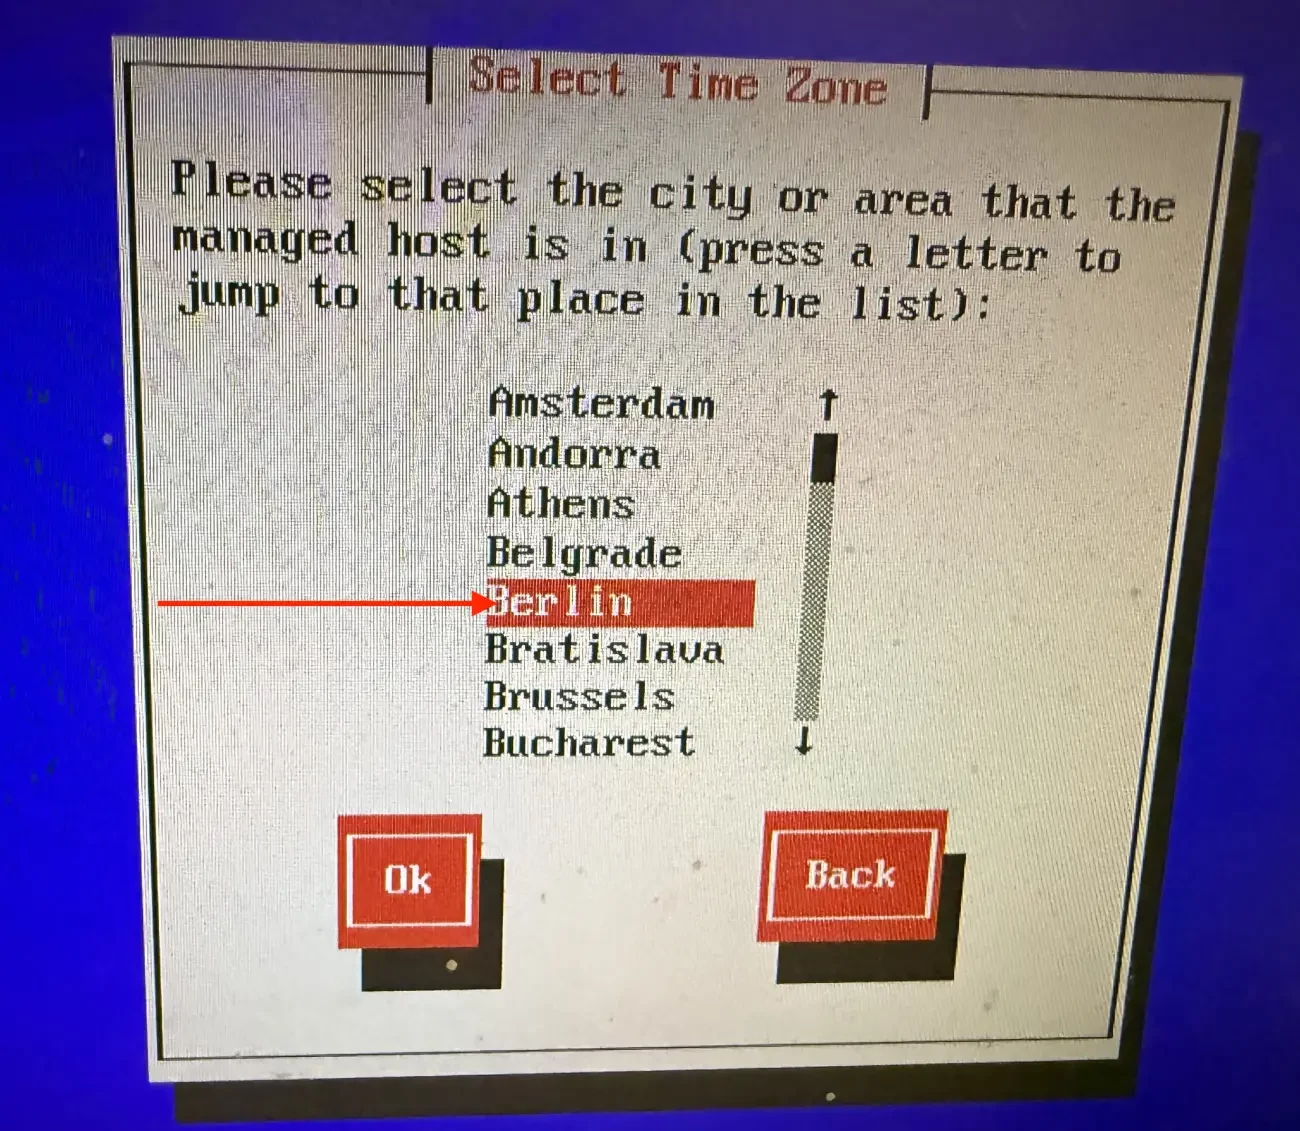 Select Time Zone
Please select the city or area that the
managed host is in (press a letter to
jump to that place in the list):
Amsterdam
Andorra
Athens
Belgrade
Berlin
Bratislava
Brussels
Bucharest
Ok
Back